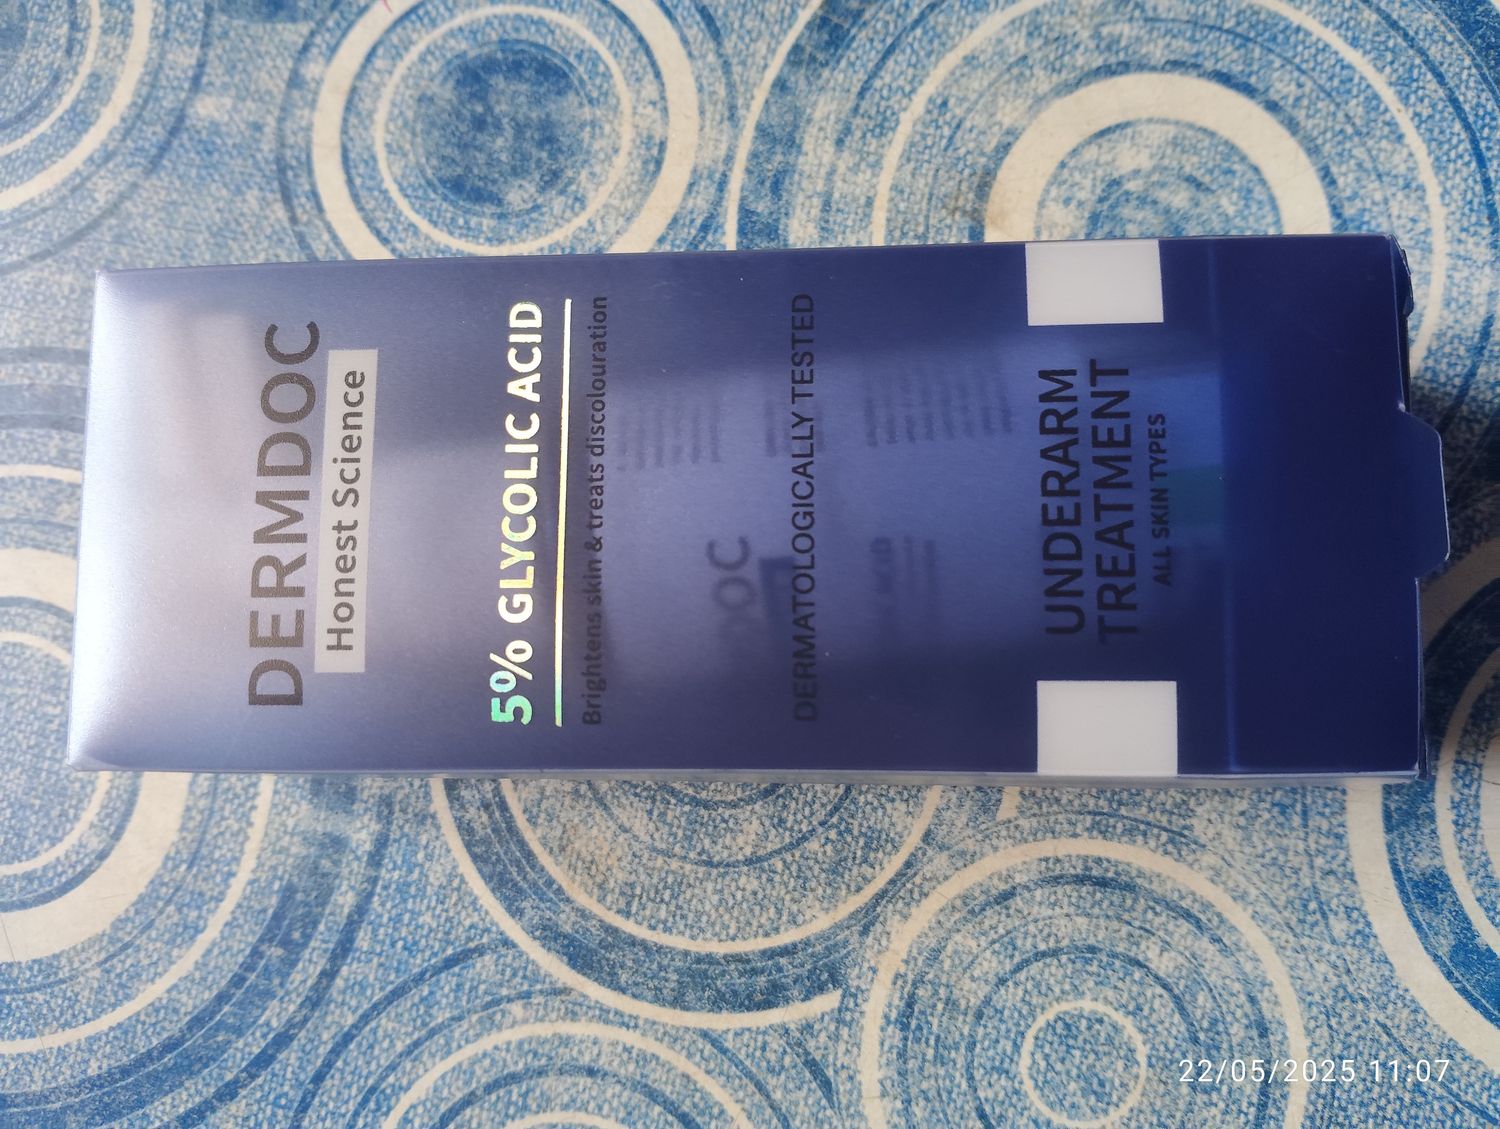 DERMDOC
Honest Science
5% GLYCOLIC ACID
Brightens skin & treats discolouration
DERMATOLOGICALLY TESTED
UNDERARM
TREATMENT
ALL SKIN TYPES
22/05/2025 11:07